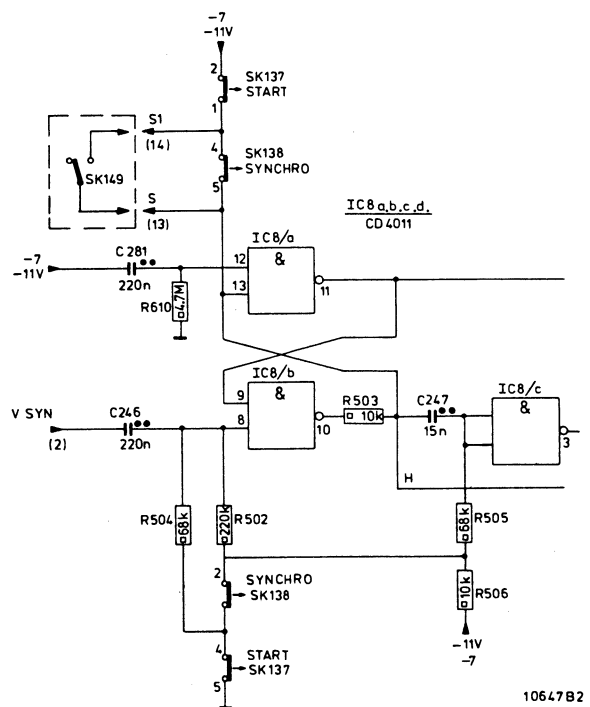 -7
-11V
2
SK137
START
1
S1
(14)
4
SK138
SYNCHRO
5
SK149
S
(13)
IC8a,b,c,d.
CD4011
IC8/a
&
12
13
11
-7
-11V
C281
220n
R610
4.7M
IC8/b
&
9
8
10
R503
10k
C247
15n
IC8/c
&
3
V SYN
(2)
C246
220n
H
R504
68k
220k
R502
68k
R505
2
SYNCHRO
SK138
10k
R506
4
START
SK137
5
-11V
-7
10647B2